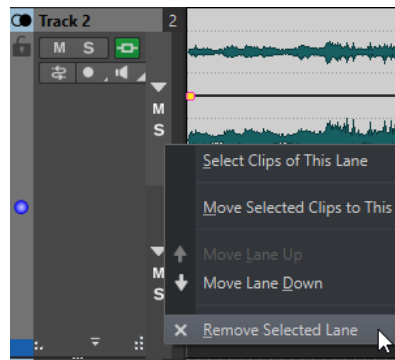 Track 2
2
M S
M
S
Select Clips of This Lane
Move Selected Clips to This
Move Lane Up
M
Move Lane Down
S
Remove Selected Lane